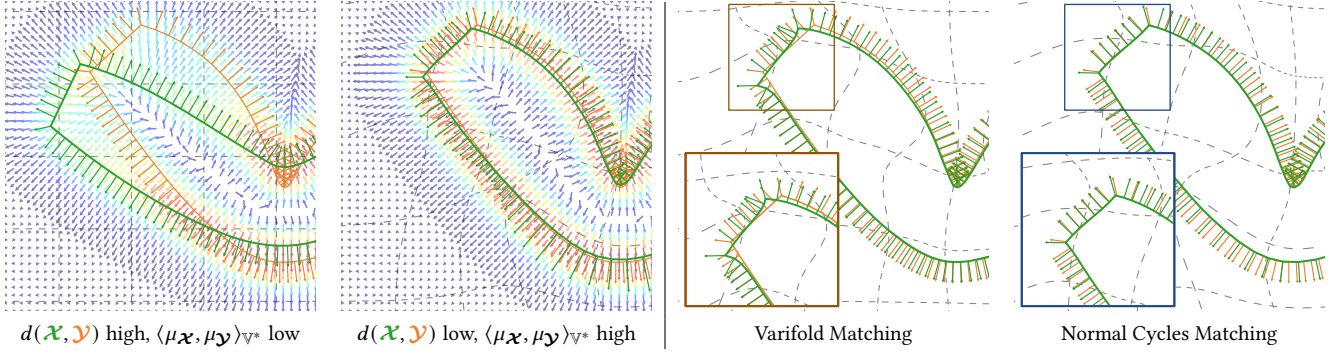 d(𝒳, 𝒴) high, ⟨μ𝒳, μ𝒴⟩𝕍* low
d(𝒳, 𝒴) low, ⟨μ𝒳, μ𝒴⟩𝕍* high
Varifold Matching
Normal Cycles Matching